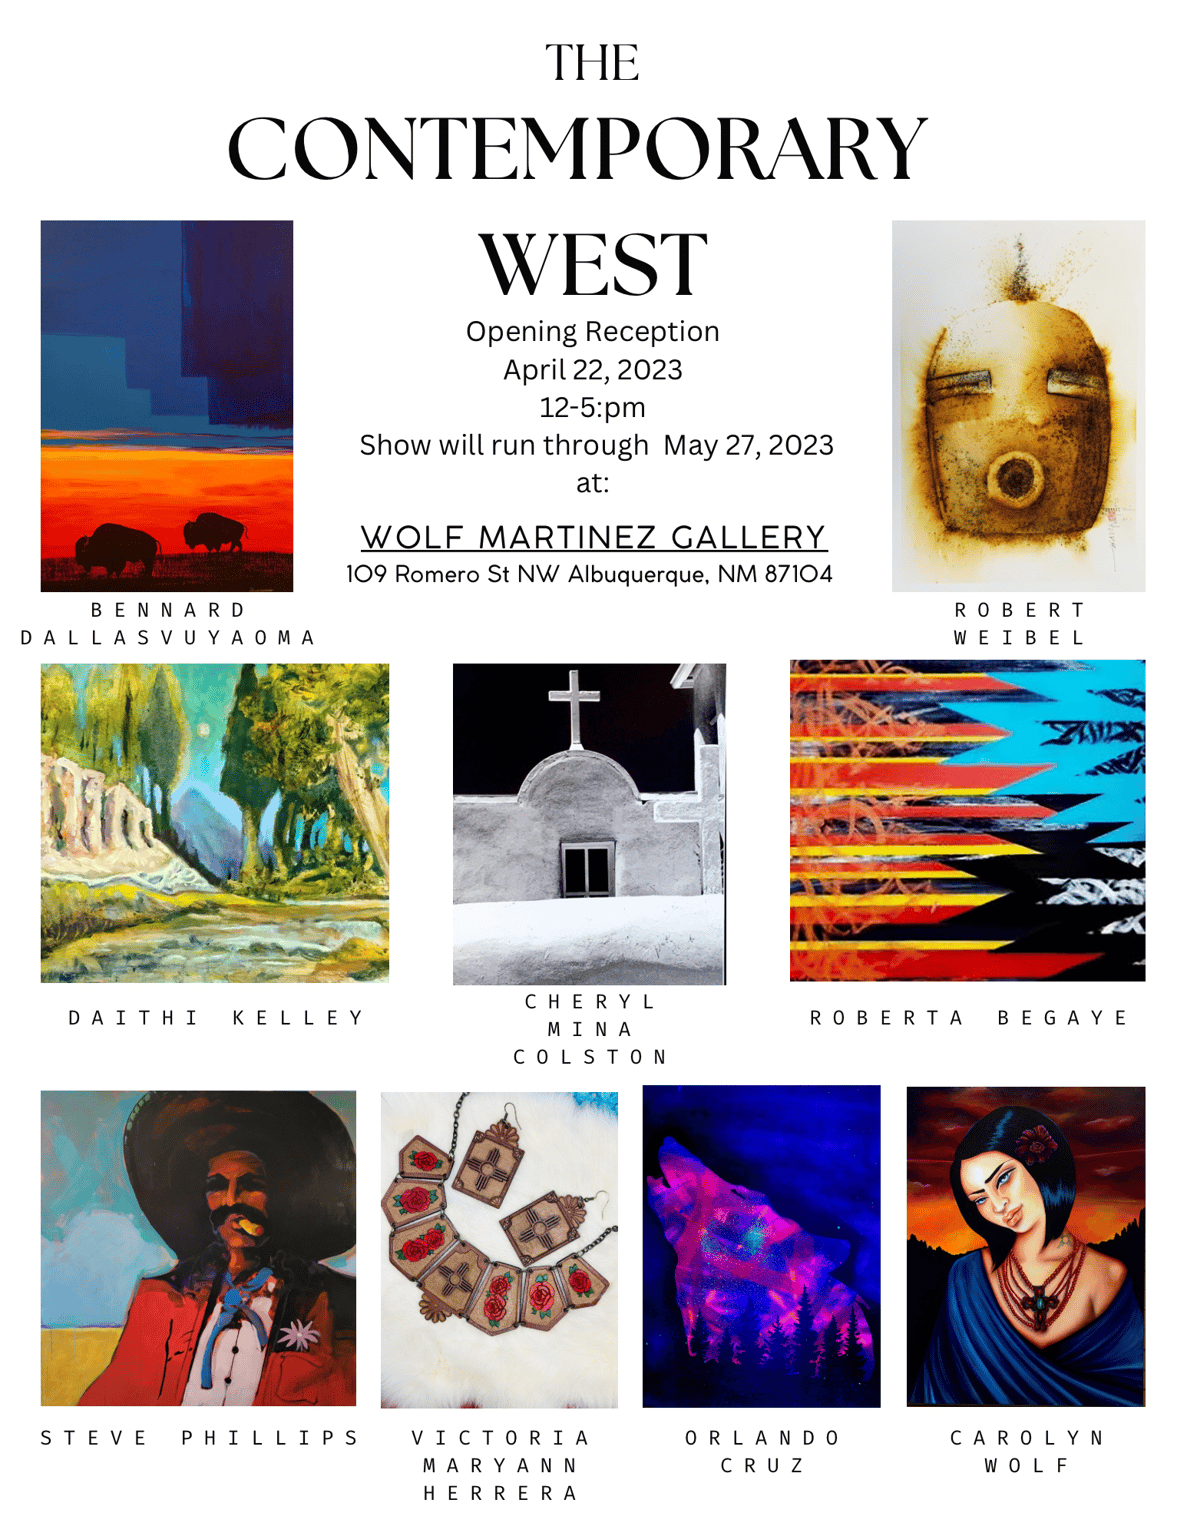 THE
CONTEMPORARY
WEST
Opening Reception
April 22, 2023
12-5:pm
Show will run through May 27, 2023
at:
WOLF MARTINEZ GALLERY
109 Romero St NW Albuquerque, NM 87104
BENNARD
DALLASVUYAOMA
ROBERT
WEIBEL
DAITHI KELLEY
CHERYL
MINA
COLSTON
ROBERTA BEGAYE
STEVE PHILLIPS
VICTORIA
MARYANN
HERRERA
ORLANDO
CRUZ
CAROLYN
WOLF